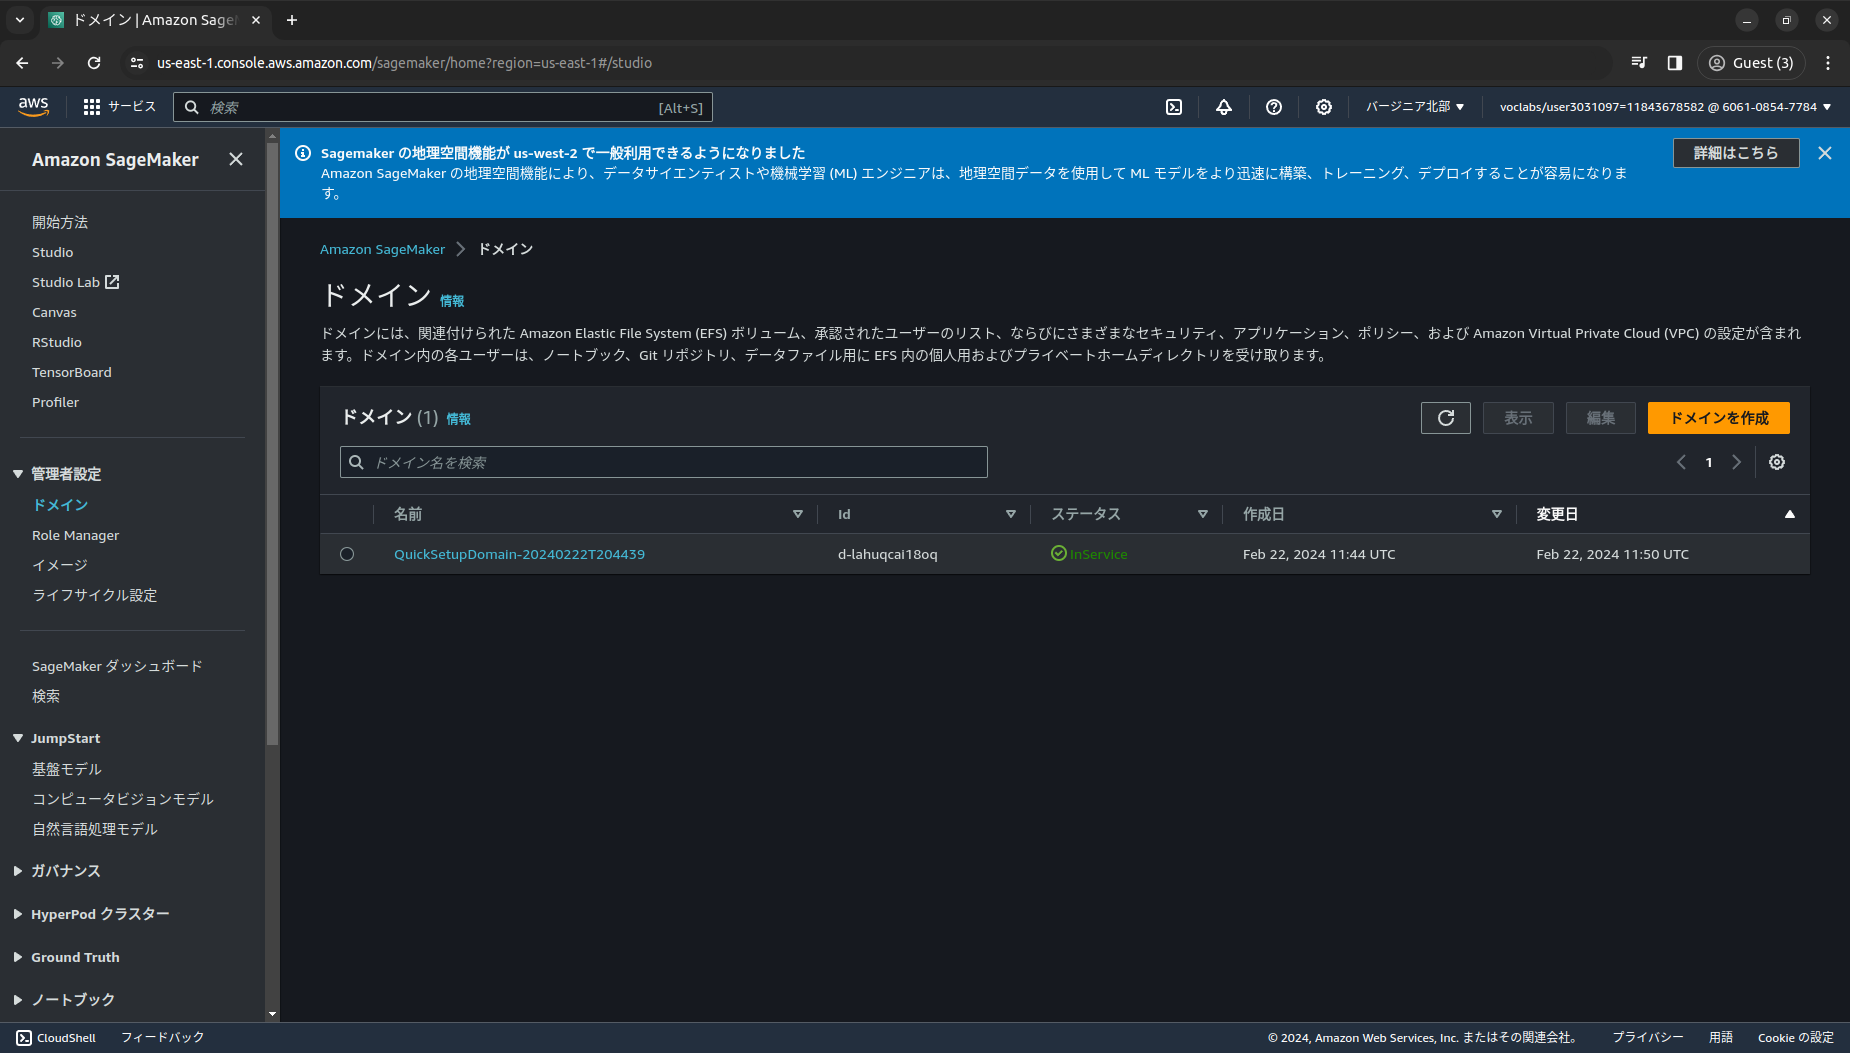 ドメイン | Amazon Sage
us-east-1.console.aws.amazon.com/sagemaker/home?region=us-east-1#/studio
Guest (3)
aws
サービス
検索
[Alt+S]
バージニア北部
voclabs/user3031097=11843678582 @ 6061-0854-7784
Amazon SageMaker
開始方法
Studio
Studio Lab
Canvas
RStudio
TensorBoard
Profiler
管理者設定
ドメイン
Role Manager
イメージ
ライフサイクル設定
SageMaker ダッシュボード
検索
JumpStart
基盤モデル
コンピュータビジョンモデル
自然言語処理モデル
ガバナンス
HyperPod クラスター
Ground Truth
ノートブック
Sagemaker の地理空間機能が us-west-2 で一般利用できるようになりました
Amazon SageMaker の地理空間機能により、データサイエンティストや機械学習 (ML) エンジニアは、地理空間データを使用して ML モデルをより迅速に構築、トレーニング、デプロイすることが容易になりま
す。
詳細はこちら
Amazon SageMaker
ドメイン
ドメイン 情報
ドメインには、関連付けられた Amazon Elastic File System (EFS) ボリューム、承認されたユーザーのリスト、ならびにさまざまなセキュリティ、アプリケーション、ポリシー、および Amazon Virtual Private Cloud (VPC) の設定が含まれ
ます。ドメイン内の各ユーザーは、ノートブック、Git リポジトリ、データファイル用に EFS 内の個人用およびプライベートホームディレクトリを受け取ります。
ドメイン (1) 情報
表示
編集
ドメインを作成
ドメイン名を検索
1
名前 Id ステータス 作成日 変更日
QuickSetupDomain-20240222T204439 d-lahuqcai18oq InService Feb 22, 2024 11:44 UTC Feb 22, 2024 11:50 UTC
CloudShell
フィードバック
© 2024, Amazon Web Services, Inc. またはその関連会社。
プライバシー
用語
Cookie の設定